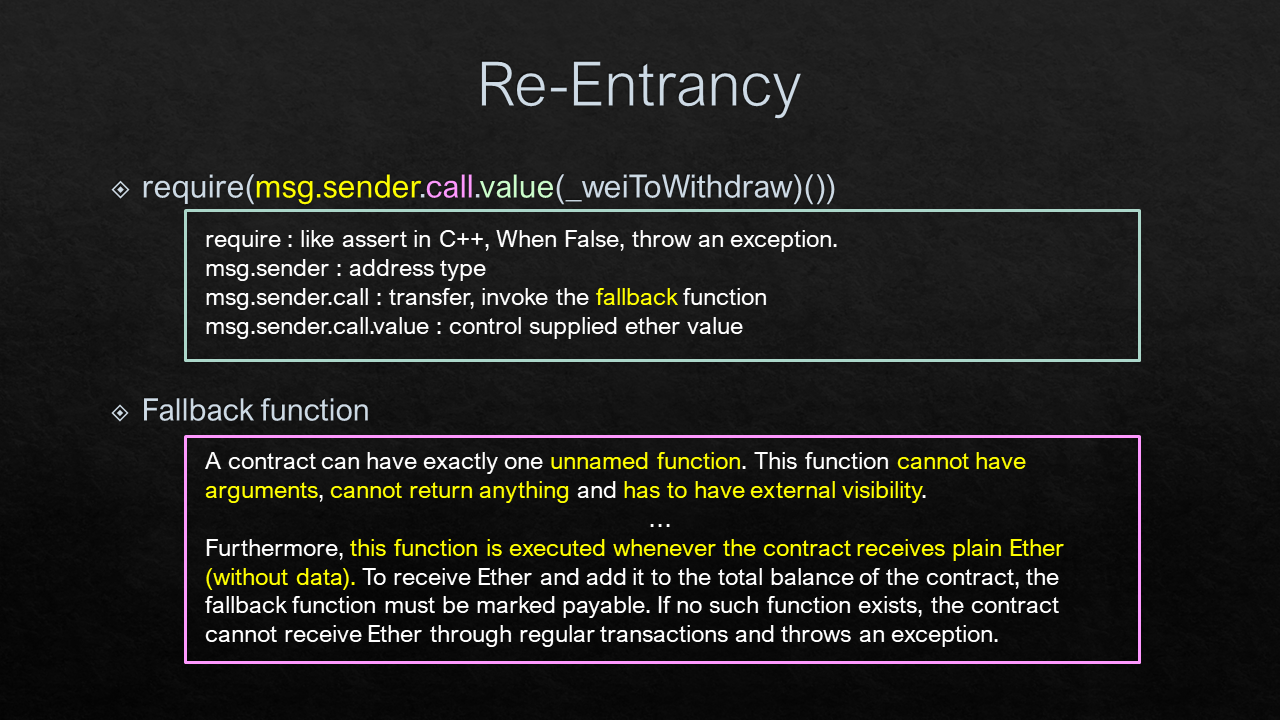 Re-Entrancy
require(msg.sender.call.value(_weiToWithdraw)())
require : like assert in C++, When False, throw an exception.
msg.sender : address type
msg.sender.call : transfer, invoke the fallback function
msg.sender.call.value : control supplied ether value
Fallback function
A contract can have exactly one unnamed function. This function cannot have
arguments, cannot return anything and has to have external visibility.
…
Furthermore, this function is executed whenever the contract receives plain Ether
(without data). To receive Ether and add it to the total balance of the contract, the
fallback function must be marked payable. If no such function exists, the contract
cannot receive Ether through regular transactions and throws an exception.